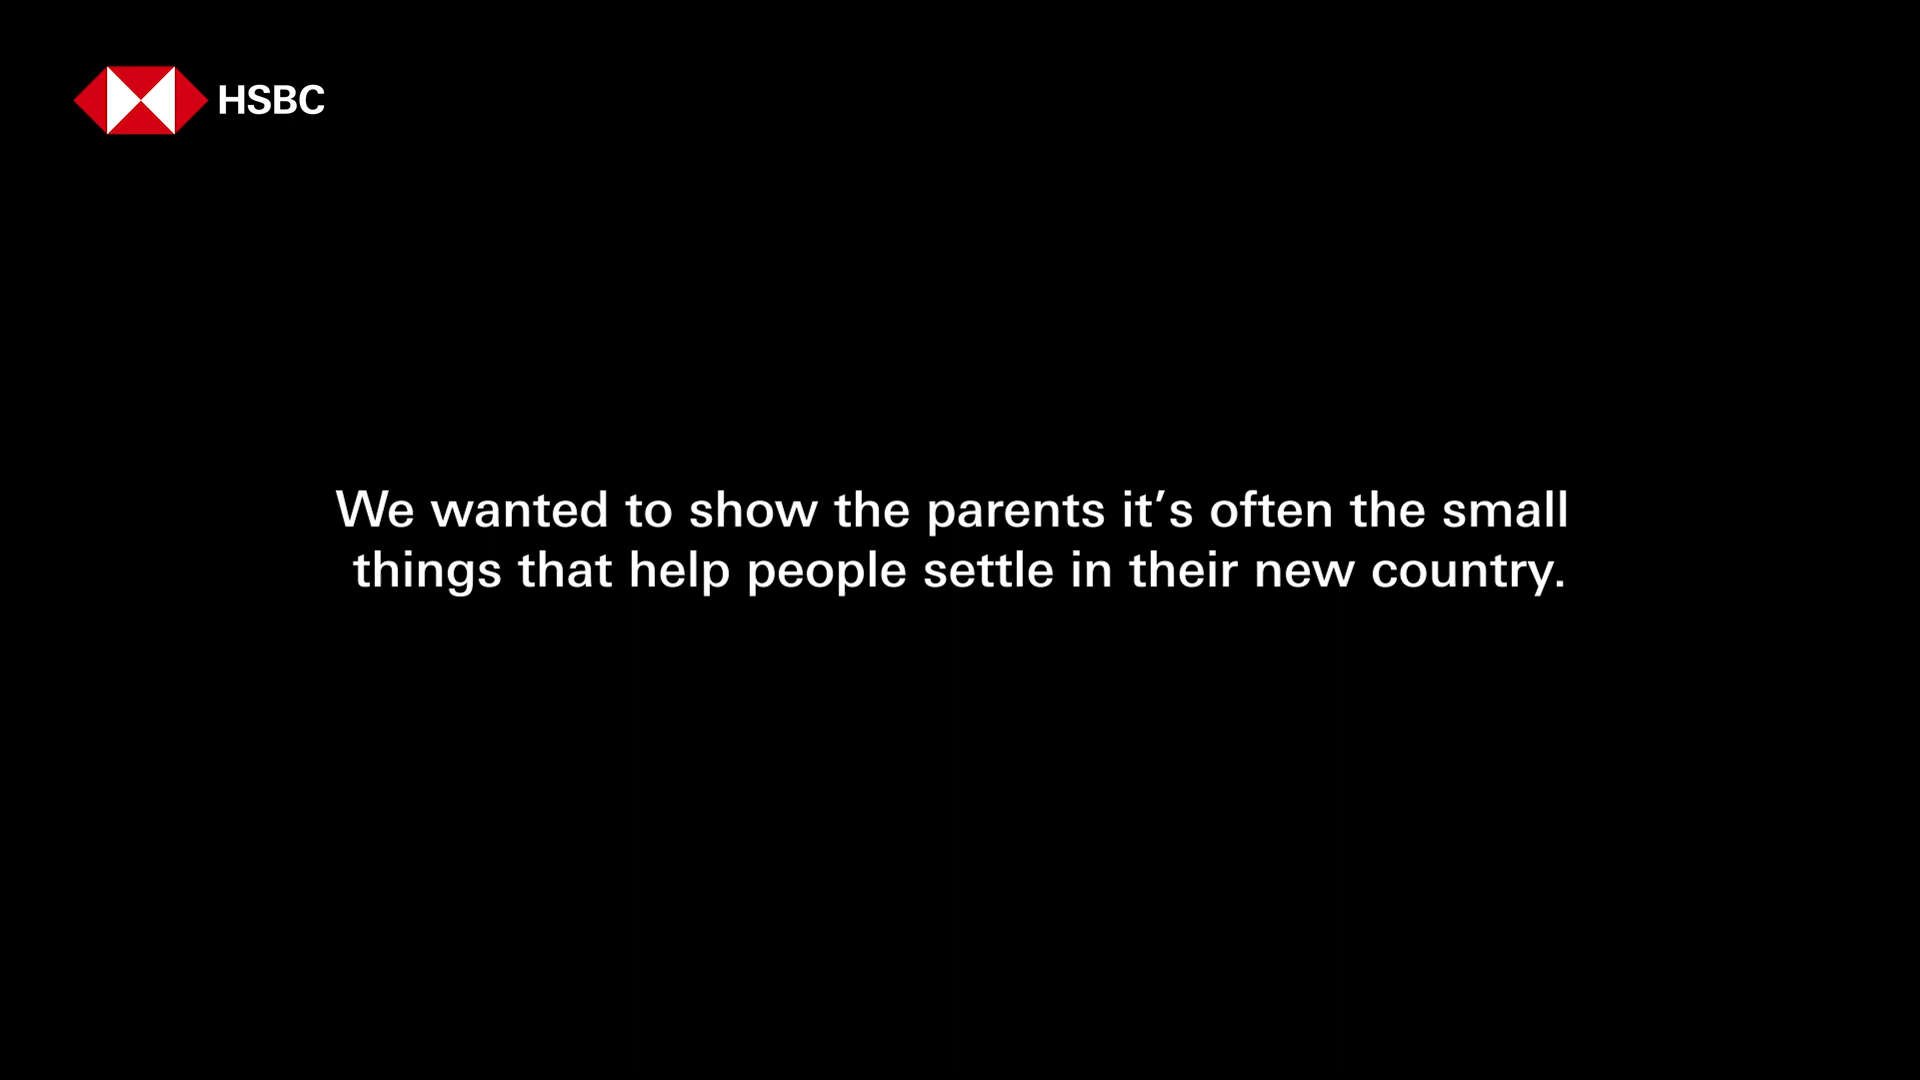 HSBC
We wanted to show the parents it’s often the small
things that help people settle in their new country.